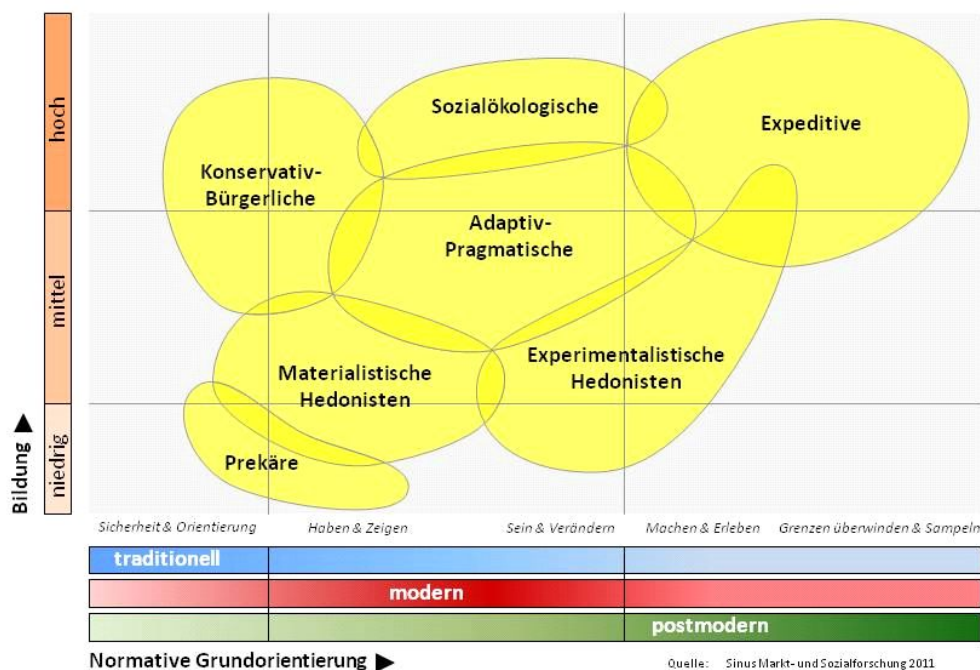 hoch
Sozialökologische
Expeditive
Konservativ-
Bürgerliche
Adaptiv-
Pragmatische
mittel
Experimentalistische
Hedonisten
Materialistische
Hedonisten
Bildung ▶
niedrig
Prekäre
Sicherheit & Orientierung
Haben & Zeigen
Sein & Verändern
Machen & Erleben
Grenzen überwinden & Sampeln
traditionell
modern
postmodern
Normative Grundorientierung ▶
Quelle: Sinus Markt- und Sozialforschung 2011